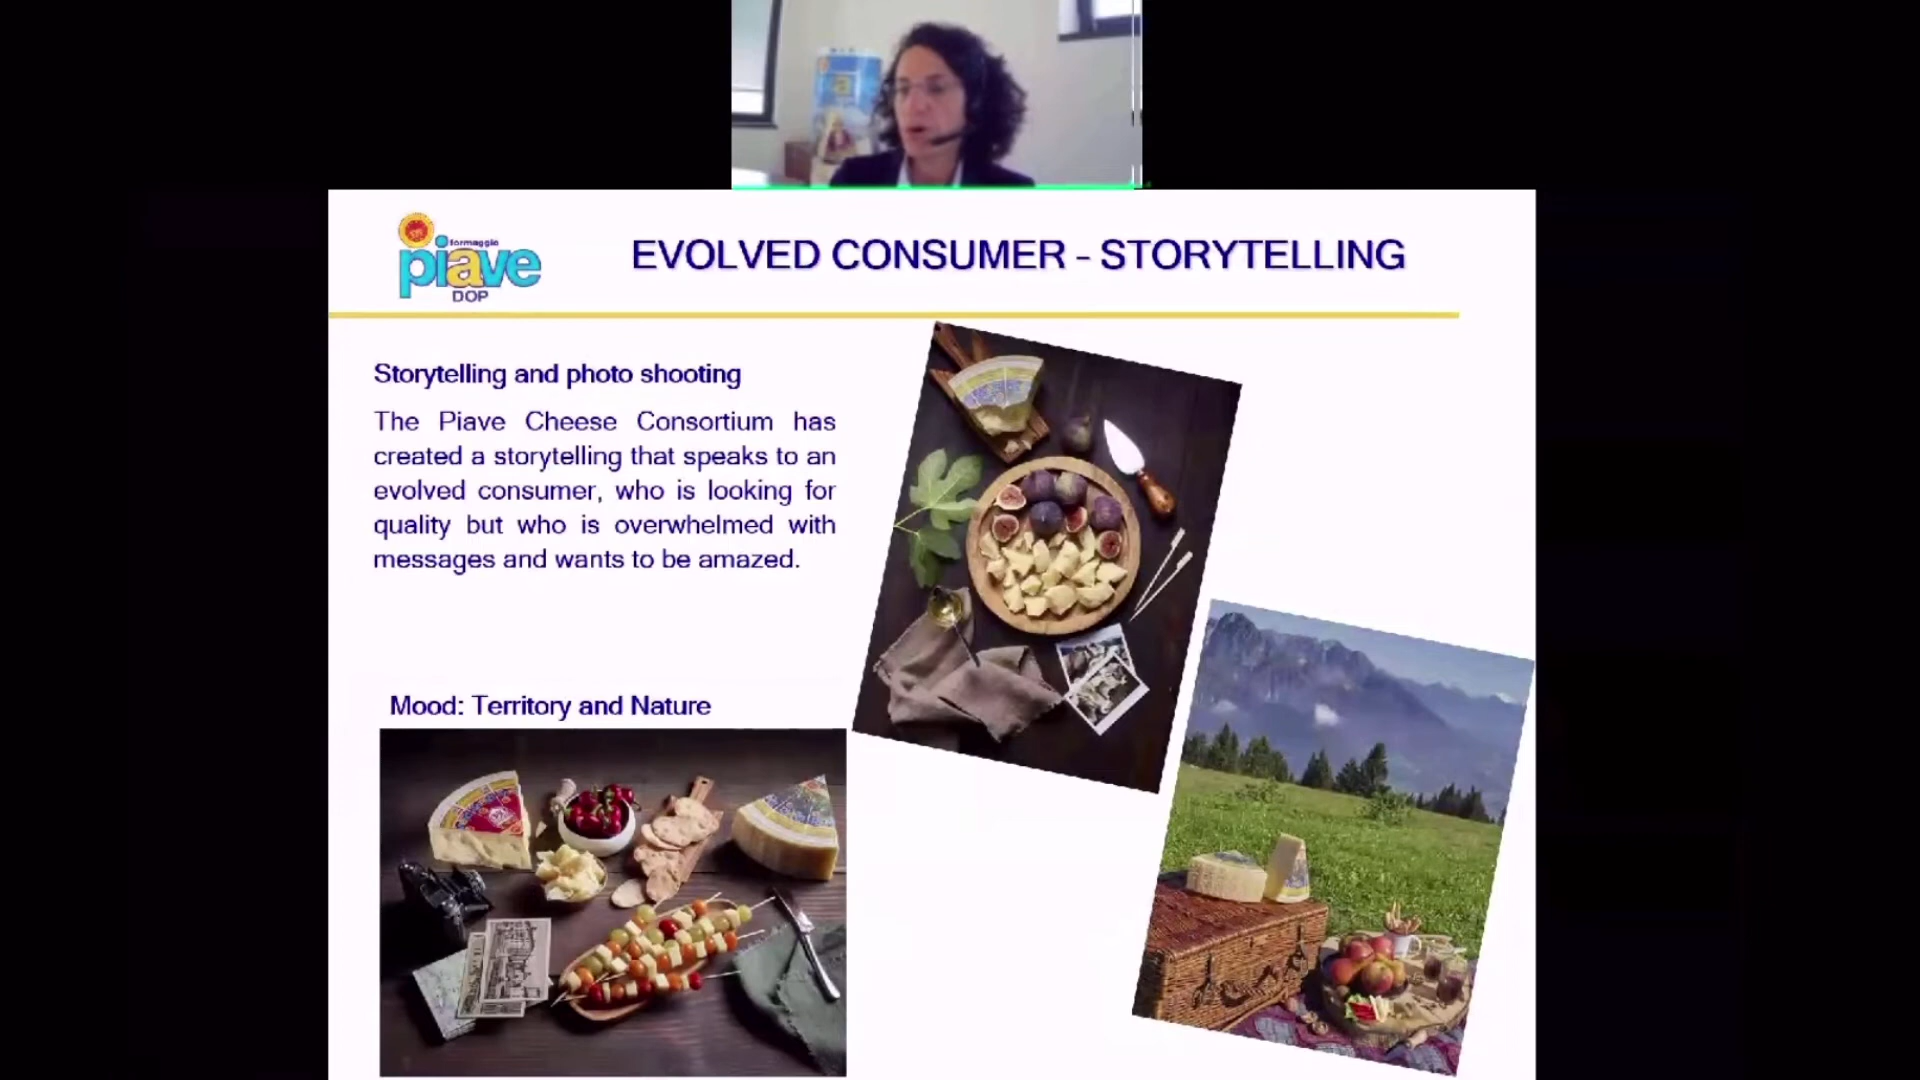 formaggio
piave
DOP
EVOLVED CONSUMER - STORYTELLING
Storytelling and photo shooting
The Piave Cheese Consortium has
created a storytelling that speaks to an
evolved consumer, who is looking for
quality but who is overwhelmed with
messages and wants to be amazed.
Mood: Territory and Nature